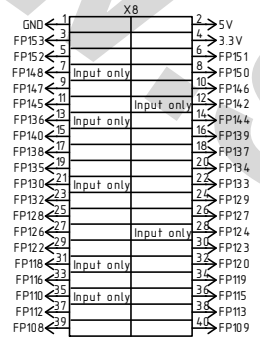 X8
GND 1 2 5V
FP153 3 4 3.3V
FP152 5 6 FP151
FP148 7 Input only 8 FP150
FP147 9 10 FP146
FP145 11 Input only 12 FP142
FP136 13 Input only 14 FP144
FP140 15 16 FP139
FP138 17 18 FP137
FP135 19 20 FP134
FP130 21 Input only 22 FP133
FP132 23 24 FP129
FP128 25 26 FP127
FP126 27 Input only 28 FP124
FP122 29 30 FP123
FP118 31 Input only 32 FP120
FP116 33 34 FP119
FP110 35 Input only 36 FP115
FP112 37 38 FP113
FP108 39 40 FP109